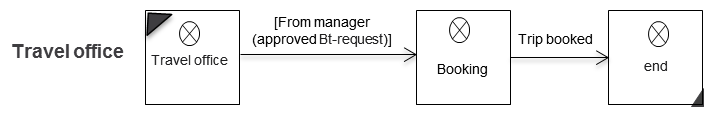 Travel office
Travel office
[From manager
(approved Bt-request)]
Booking
Trip booked
end